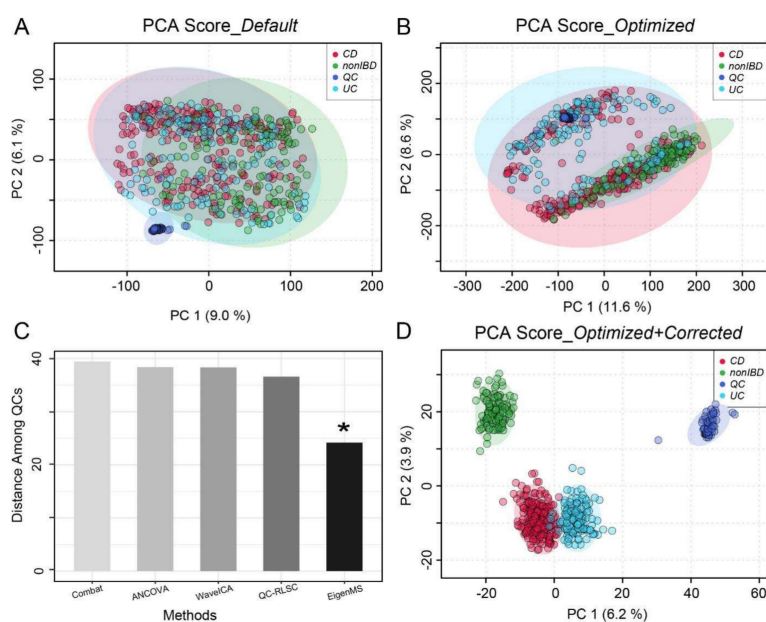 A
PCA Score_Default
CD
nonIBD
QC
UC
PC 2 (6.1 %)
100
0
-100
-100
0
100
200
PC 1 (9.0 %)
B
PCA Score_Optimized
CD
nonIBD
QC
UC
PC 2 (8.6 %)
200
100
0
-200
-300
-200
-100
0
100
200
300
PC 1 (11.6 %)
C
Distance Among QCs
40
20
0
*
Combat
ANCOVA
WaveICA
QC-RLSC
EigenMS
Methods
D
PCA Score_Optimized+Corrected
CD
nonIBD
QC
UC
PC 2 (3.9 %)
20
0
-20
-20
0
20
40
60
PC 1 (6.2 %)